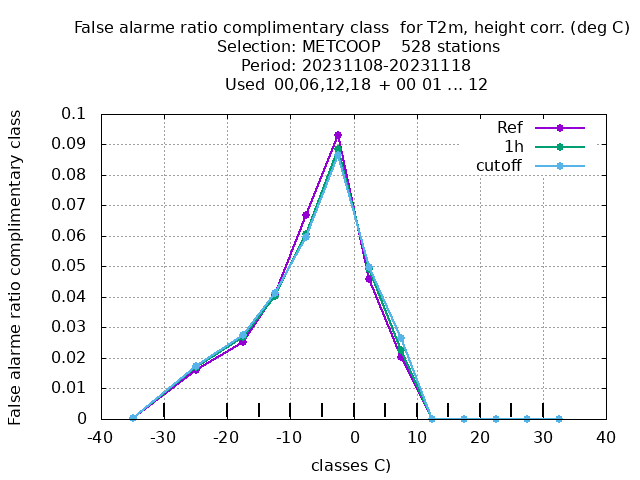 False alarme ratio complimentary class  for T2m, height corr. (deg C)
Selection: METCOOP    528 stations
Period: 20231108-20231118
Used  00,06,12,18 + 00 01 ... 12
False alarme ratio complimentary class
0.1
0.09
0.08
0.07
0.06
0.05
0.04
0.03
0.02
0.01
0
Ref
1h
cutoff
-40 -30 -20 -10 0 10 20 30 40
classes C)